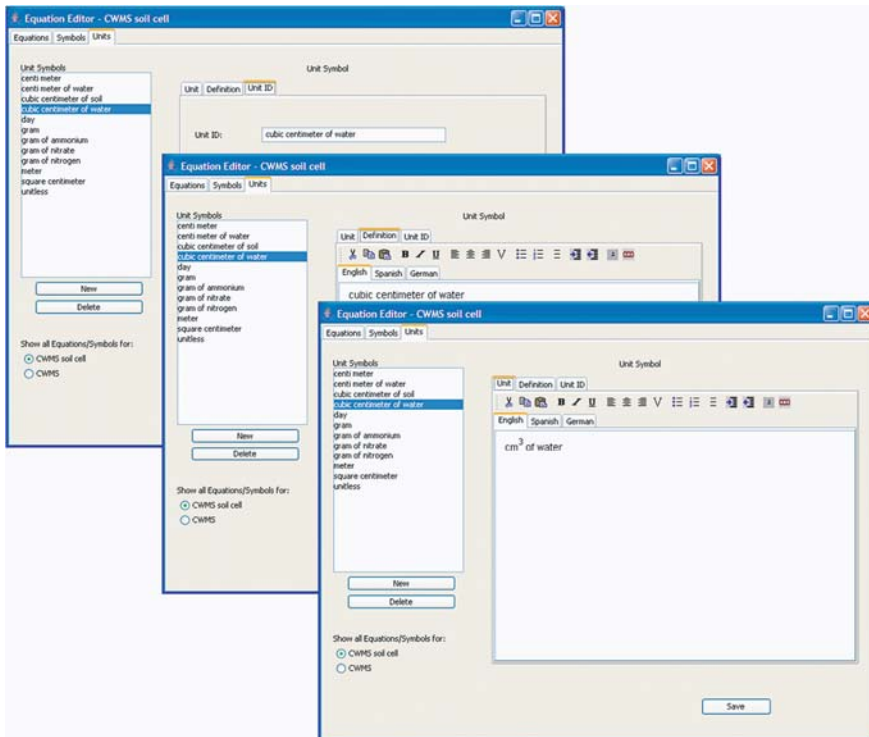 Equation Editor - CWMS soil cell
Equations Symbols Units
Unit Symbols
centi meter
centi meter of water
cubic centimeter of soil
cubic centimeter of water
day
gram
gram of ammonium
gram of nitrate
gram of nitrogen
meter
square centimeter
unitless
New
Delete
Show all Equations/Symbols for:
CWMS soil cell
CWMS
Unit Symbol
Unit Definition Unit ID
Unit ID: cubic centimeter of water
Equation Editor - CWMS soil cell
Equations Symbols Units
Unit Symbols
centi meter
centi meter of water
cubic centimeter of soil
cubic centimeter of water
day
gram
gram of ammonium
gram of nitrate
gram of nitrogen
meter
square centimeter
unitless
New
Delete
Show all Equations/Symbols for:
CWMS soil cell
CWMS
Unit Symbol
Unit Definition Unit ID
B I U
English Spanish German
cubic centimeter of water
Equation Editor - CWMS soil cell
Equations Symbols Units
Unit Symbols
centi meter
centi meter of water
cubic centimeter of soil
cubic centimeter of water
day
gram
gram of ammonium
gram of nitrate
gram of nitrogen
meter
square centimeter
unitless
New
Delete
Show all Equations/Symbols for:
CWMS soil cell
CWMS
Unit Symbol
Unit Definition Unit ID
B I U
English Spanish German
cm³ of water
Save